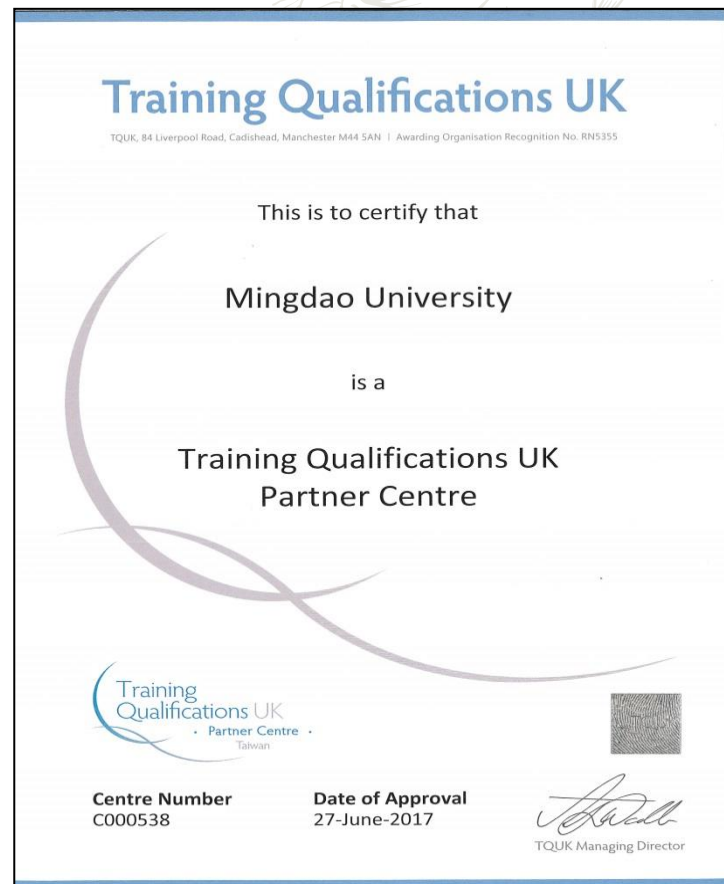 Training Qualifications UK
TQUK, 84 Liverpool Road, Cadishead, Manchester M44 5AN | Awarding Organisation Recognition No. RN5355
This is to certify that
Mingdao University
is a
Training Qualifications UK
Partner Centre
Training
Qualifications UK
· Partner Centre ·
Taiwan
Centre Number
C000538
Date of Approval
27-June-2017
TQUK Managing Director